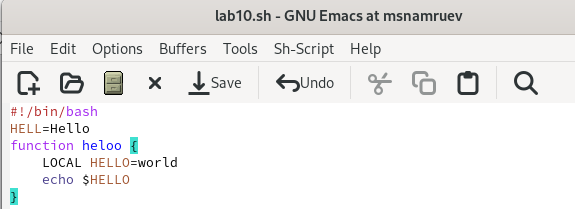 lab10.sh - GNU Emacs at msnamruev
File Edit Options Buffers Tools Sh-Script Help
Save Undo
#!/bin/bash
HELL=Hello
function heloo {
    LOCAL HELLO=world
    echo $HELLO
}